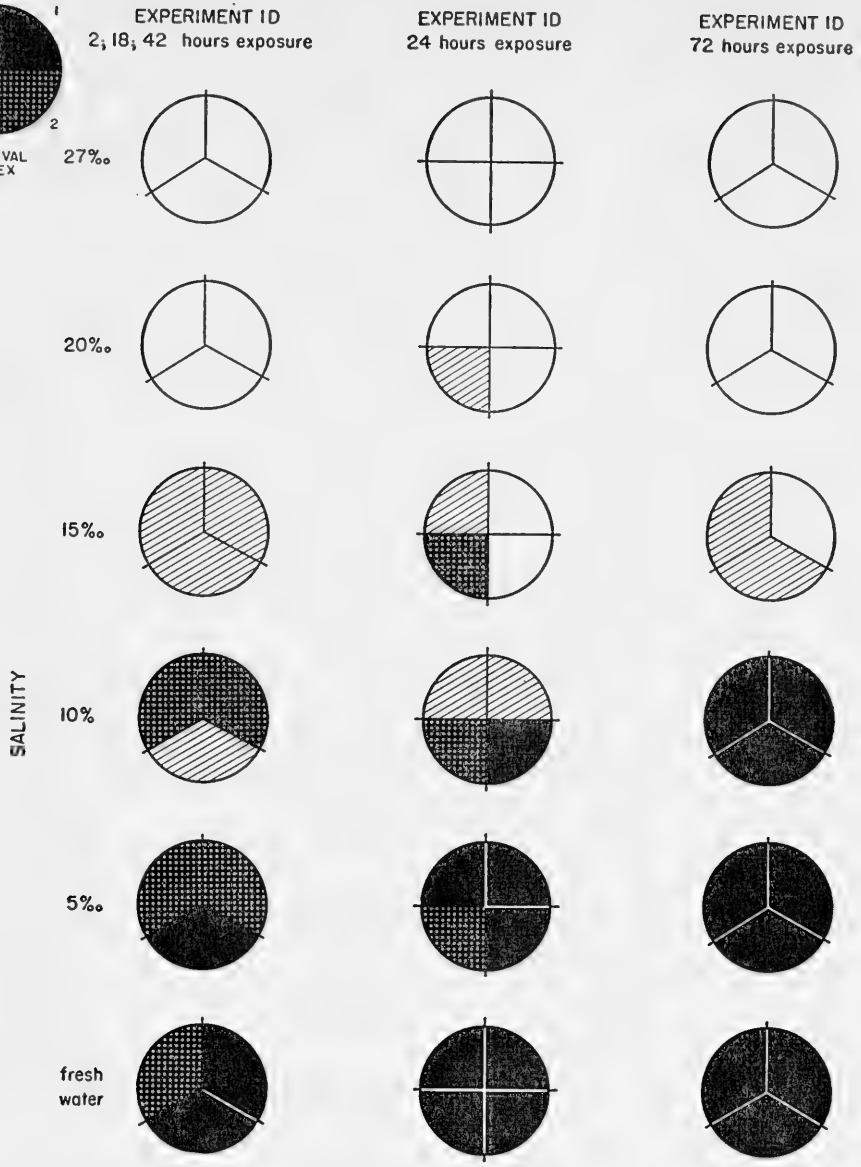 1
2
VAL
EX
EXPERIMENT ID
2; 18; 42 hours exposure
EXPERIMENT ID
24 hours exposure
EXPERIMENT ID
72 hours exposure
27‰
20‰
15‰
SALINITY
10%
5‰
fresh
water